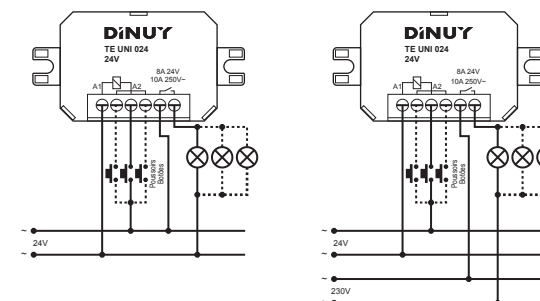 DiNUY
TE UNI 024
24V
8A 24V
10A 250V~
A1
A2
Poussoirs
Botões
~
24V
~
DiNUY
TE UNI 024
24V
8A 24V
10A 250V~
A1
A2
Poussoirs
Botões
~
24V
~
~
230V
~